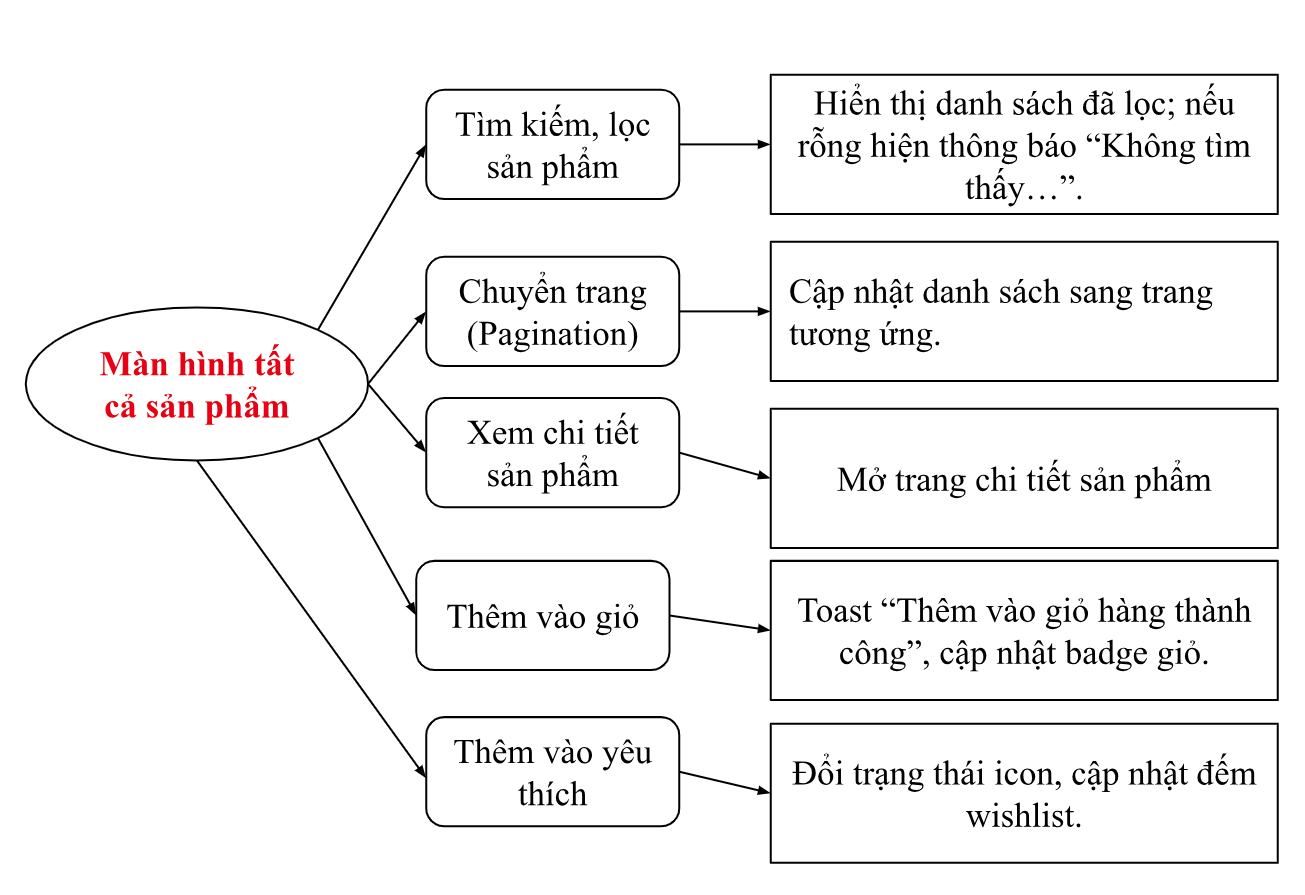 Màn hình tất
cả sản phẩm
Tìm kiếm, lọc
sản phẩm
Hiển thị danh sách đã lọc; nếu
rỗng hiện thông báo “Không tìm
thấy…”.
Chuyển trang
(Pagination)
Cập nhật danh sách sang trang
tương ứng.
Xem chi tiết
sản phẩm
Mở trang chi tiết sản phẩm
Thêm vào giỏ
Toast “Thêm vào giỏ hàng thành
công”, cập nhật badge giỏ.
Thêm vào yêu
thích
Đổi trạng thái icon, cập nhật đếm
wishlist.